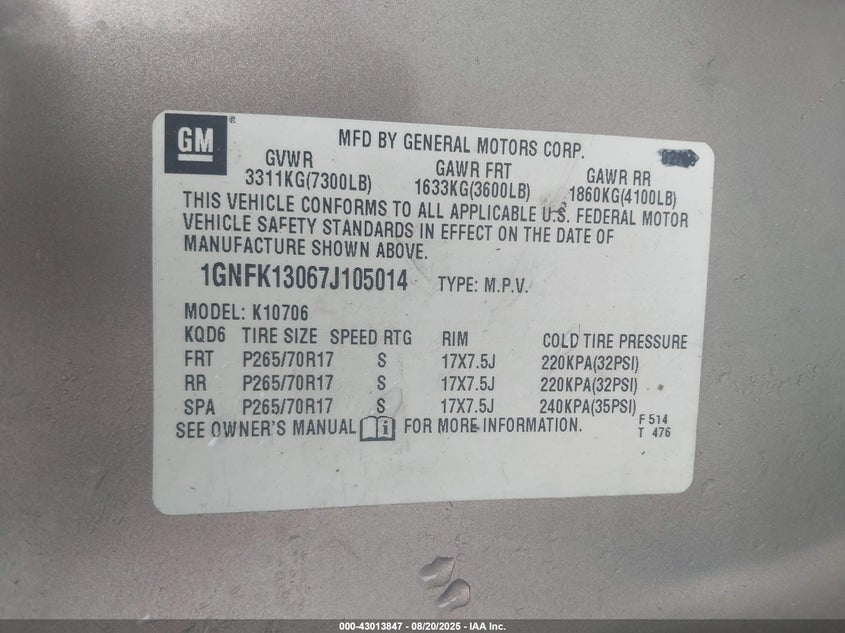 GM
MFD BY GENERAL MOTORS CORP.
GVWR GAWR FRT GAWR RR
3311KG(7300LB) 1633KG(3600LB) 1860KG(4100LB)
THIS VEHICLE CONFORMS TO ALL APPLICABLE U.S. FEDERAL MOTOR
VEHICLE SAFETY STANDARDS IN EFFECT ON THE DATE OF
MANUFACTURE SHOWN ABOVE.
1GNFK13067J105014 TYPE: M.P.V.
MODEL: K10706
KQD6 TIRE SIZE SPEED RTG RIM COLD TIRE PRESSURE
FRT P265/70R17 S 17X7.5J 220KPA(32PSI)
RR P265/70R17 S 17X7.5J 220KPA(32PSI)
SPA P265/70R17 S 17X7.5J 240KPA(35PSI)
SEE OWNER'S MANUAL i FOR MORE INFORMATION.
F 514
T 476
000-43013847 - 08/20/2025 - IAA Inc.